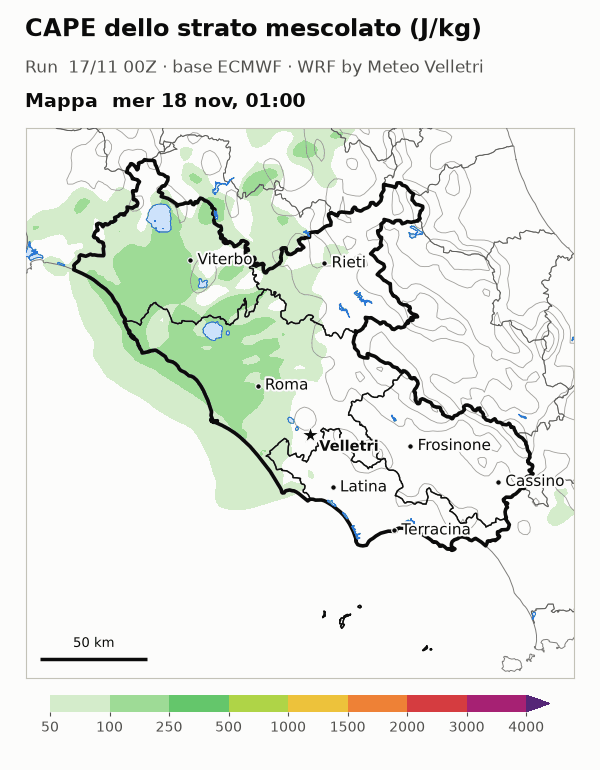 CAPE dello strato mescolato (J/kg)
Run  17/11 00Z · base ECMWF · WRF by Meteo Velletri
Mappa  mer 18 nov, 01:00
Viterbo
Rieti
Roma
Velletri
Frosinone
Latina
Cassino
Terracina
50 km
50 100 250 500 1000 1500 2000 3000 4000